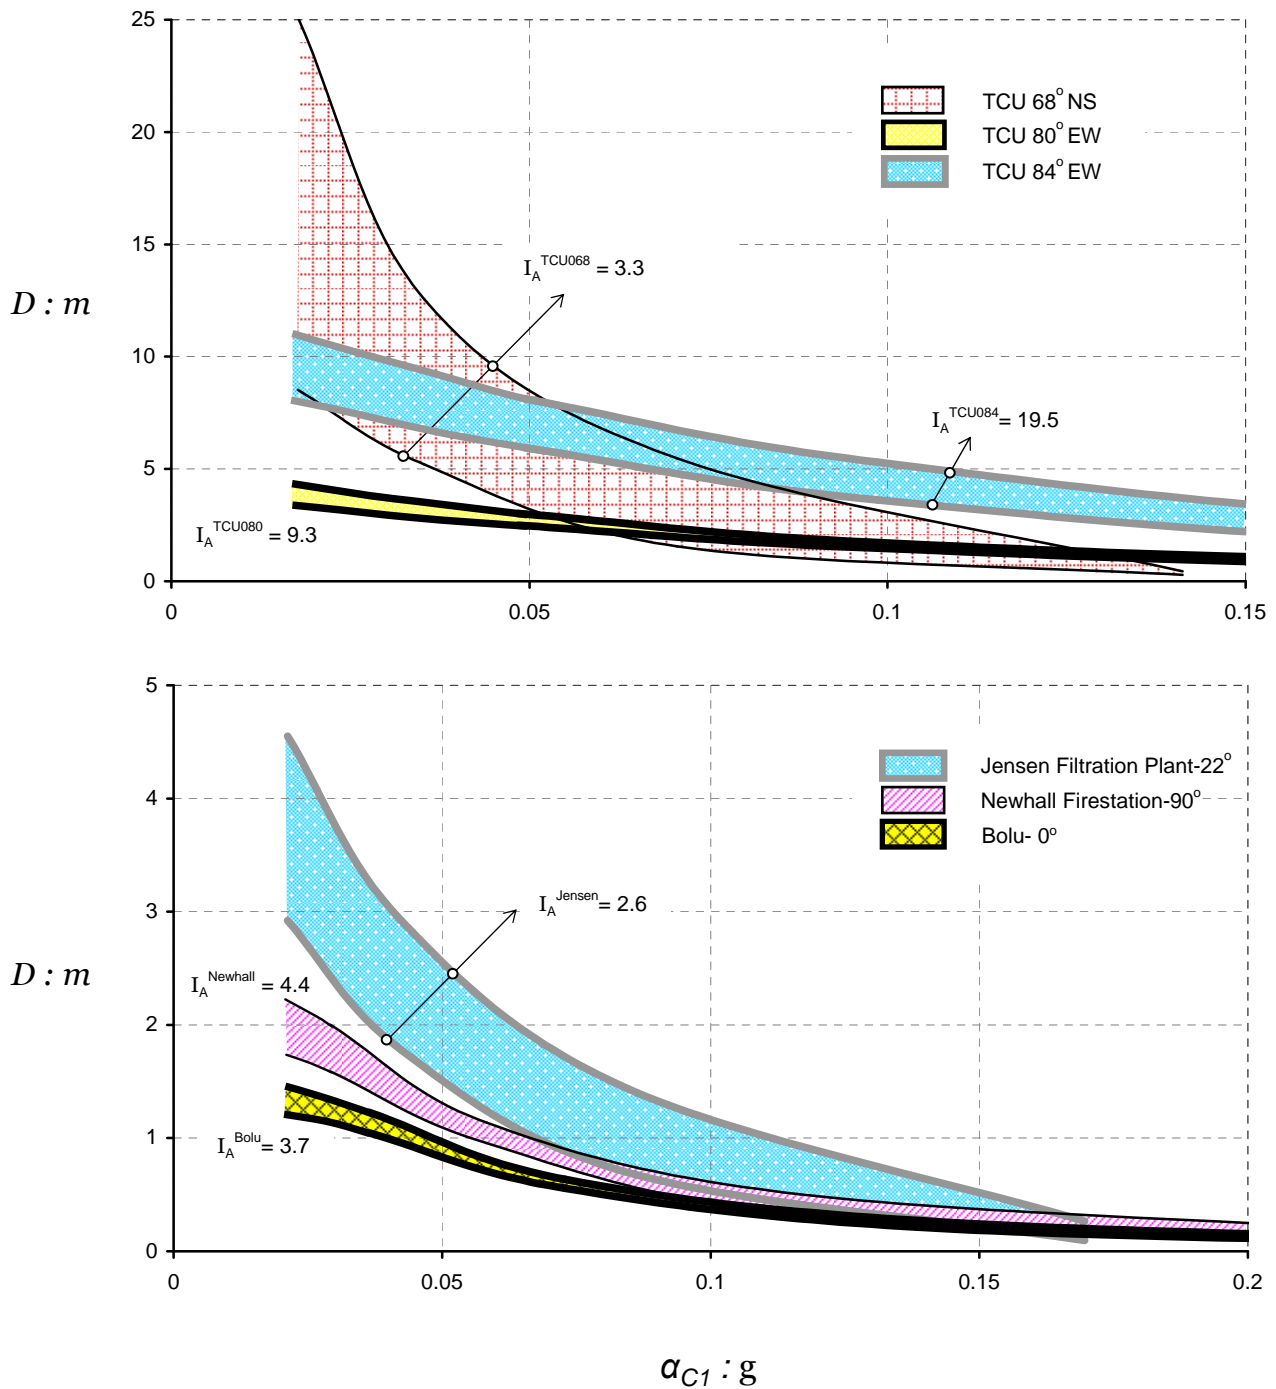 25
TCU 68° NS
20
TCU 80° EW
TCU 84° EW
15
I_A^TCU068 = 3.3
D : m
10
I_A^TCU084 = 19.5
5
I_A^TCU080 = 9.3
0
0 0.05 0.1 0.15
5
Jensen Filtration Plant-22°
4
Newhall Firestation-90°
Bolu- 0°
3
I_A^Jensen = 2.6
D : m
I_A^Newhall = 4.4
2
1
I_A^Bolu = 3.7
0
0 0.05 0.1 0.15 0.2
α_C1 : g